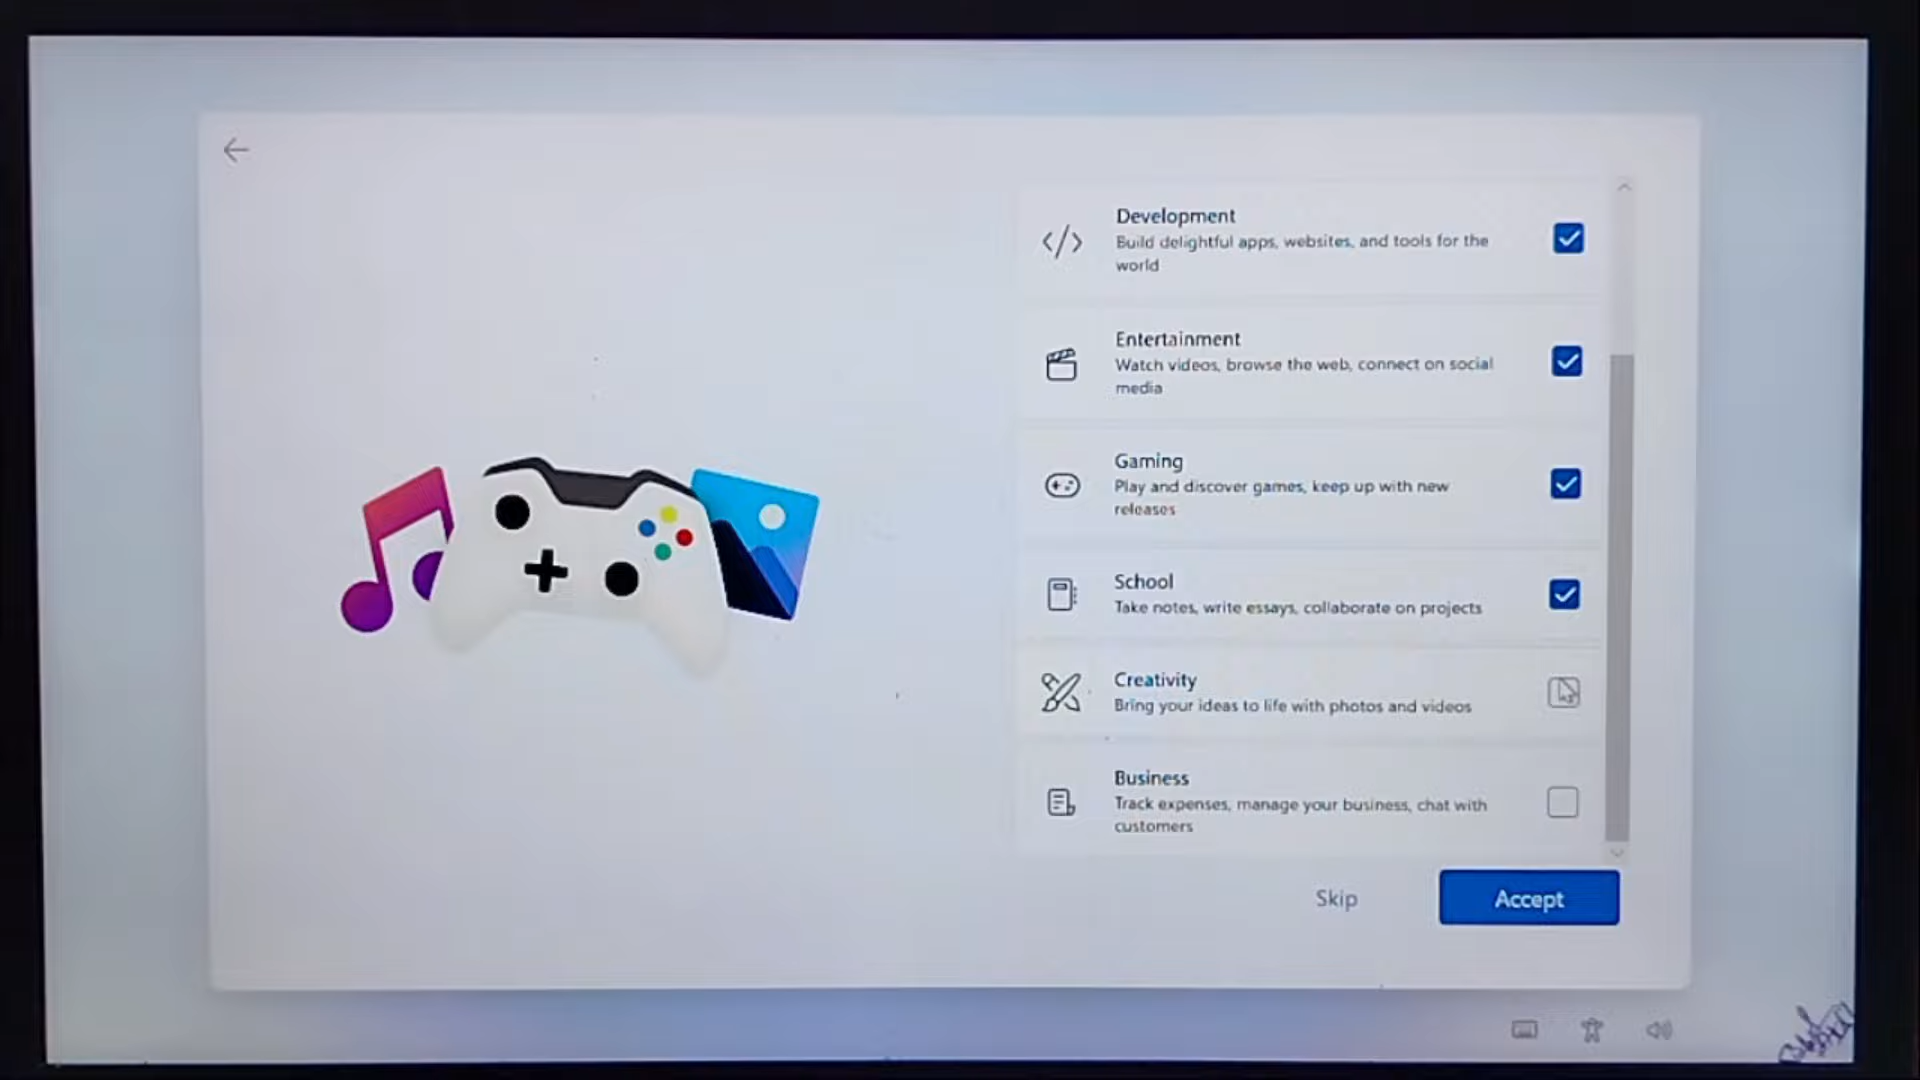 Development
Build delightful apps, websites, and tools for the
world
Entertainment
Watch videos, browse the web, connect on social
media
Gaming
Play and discover games, keep up with new
releases
School
Take notes, write essays, collaborate on projects
Creativity
Bring your ideas to life with photos and videos
Business
Track expenses, manage your business, chat with
customers
Skip
Accept